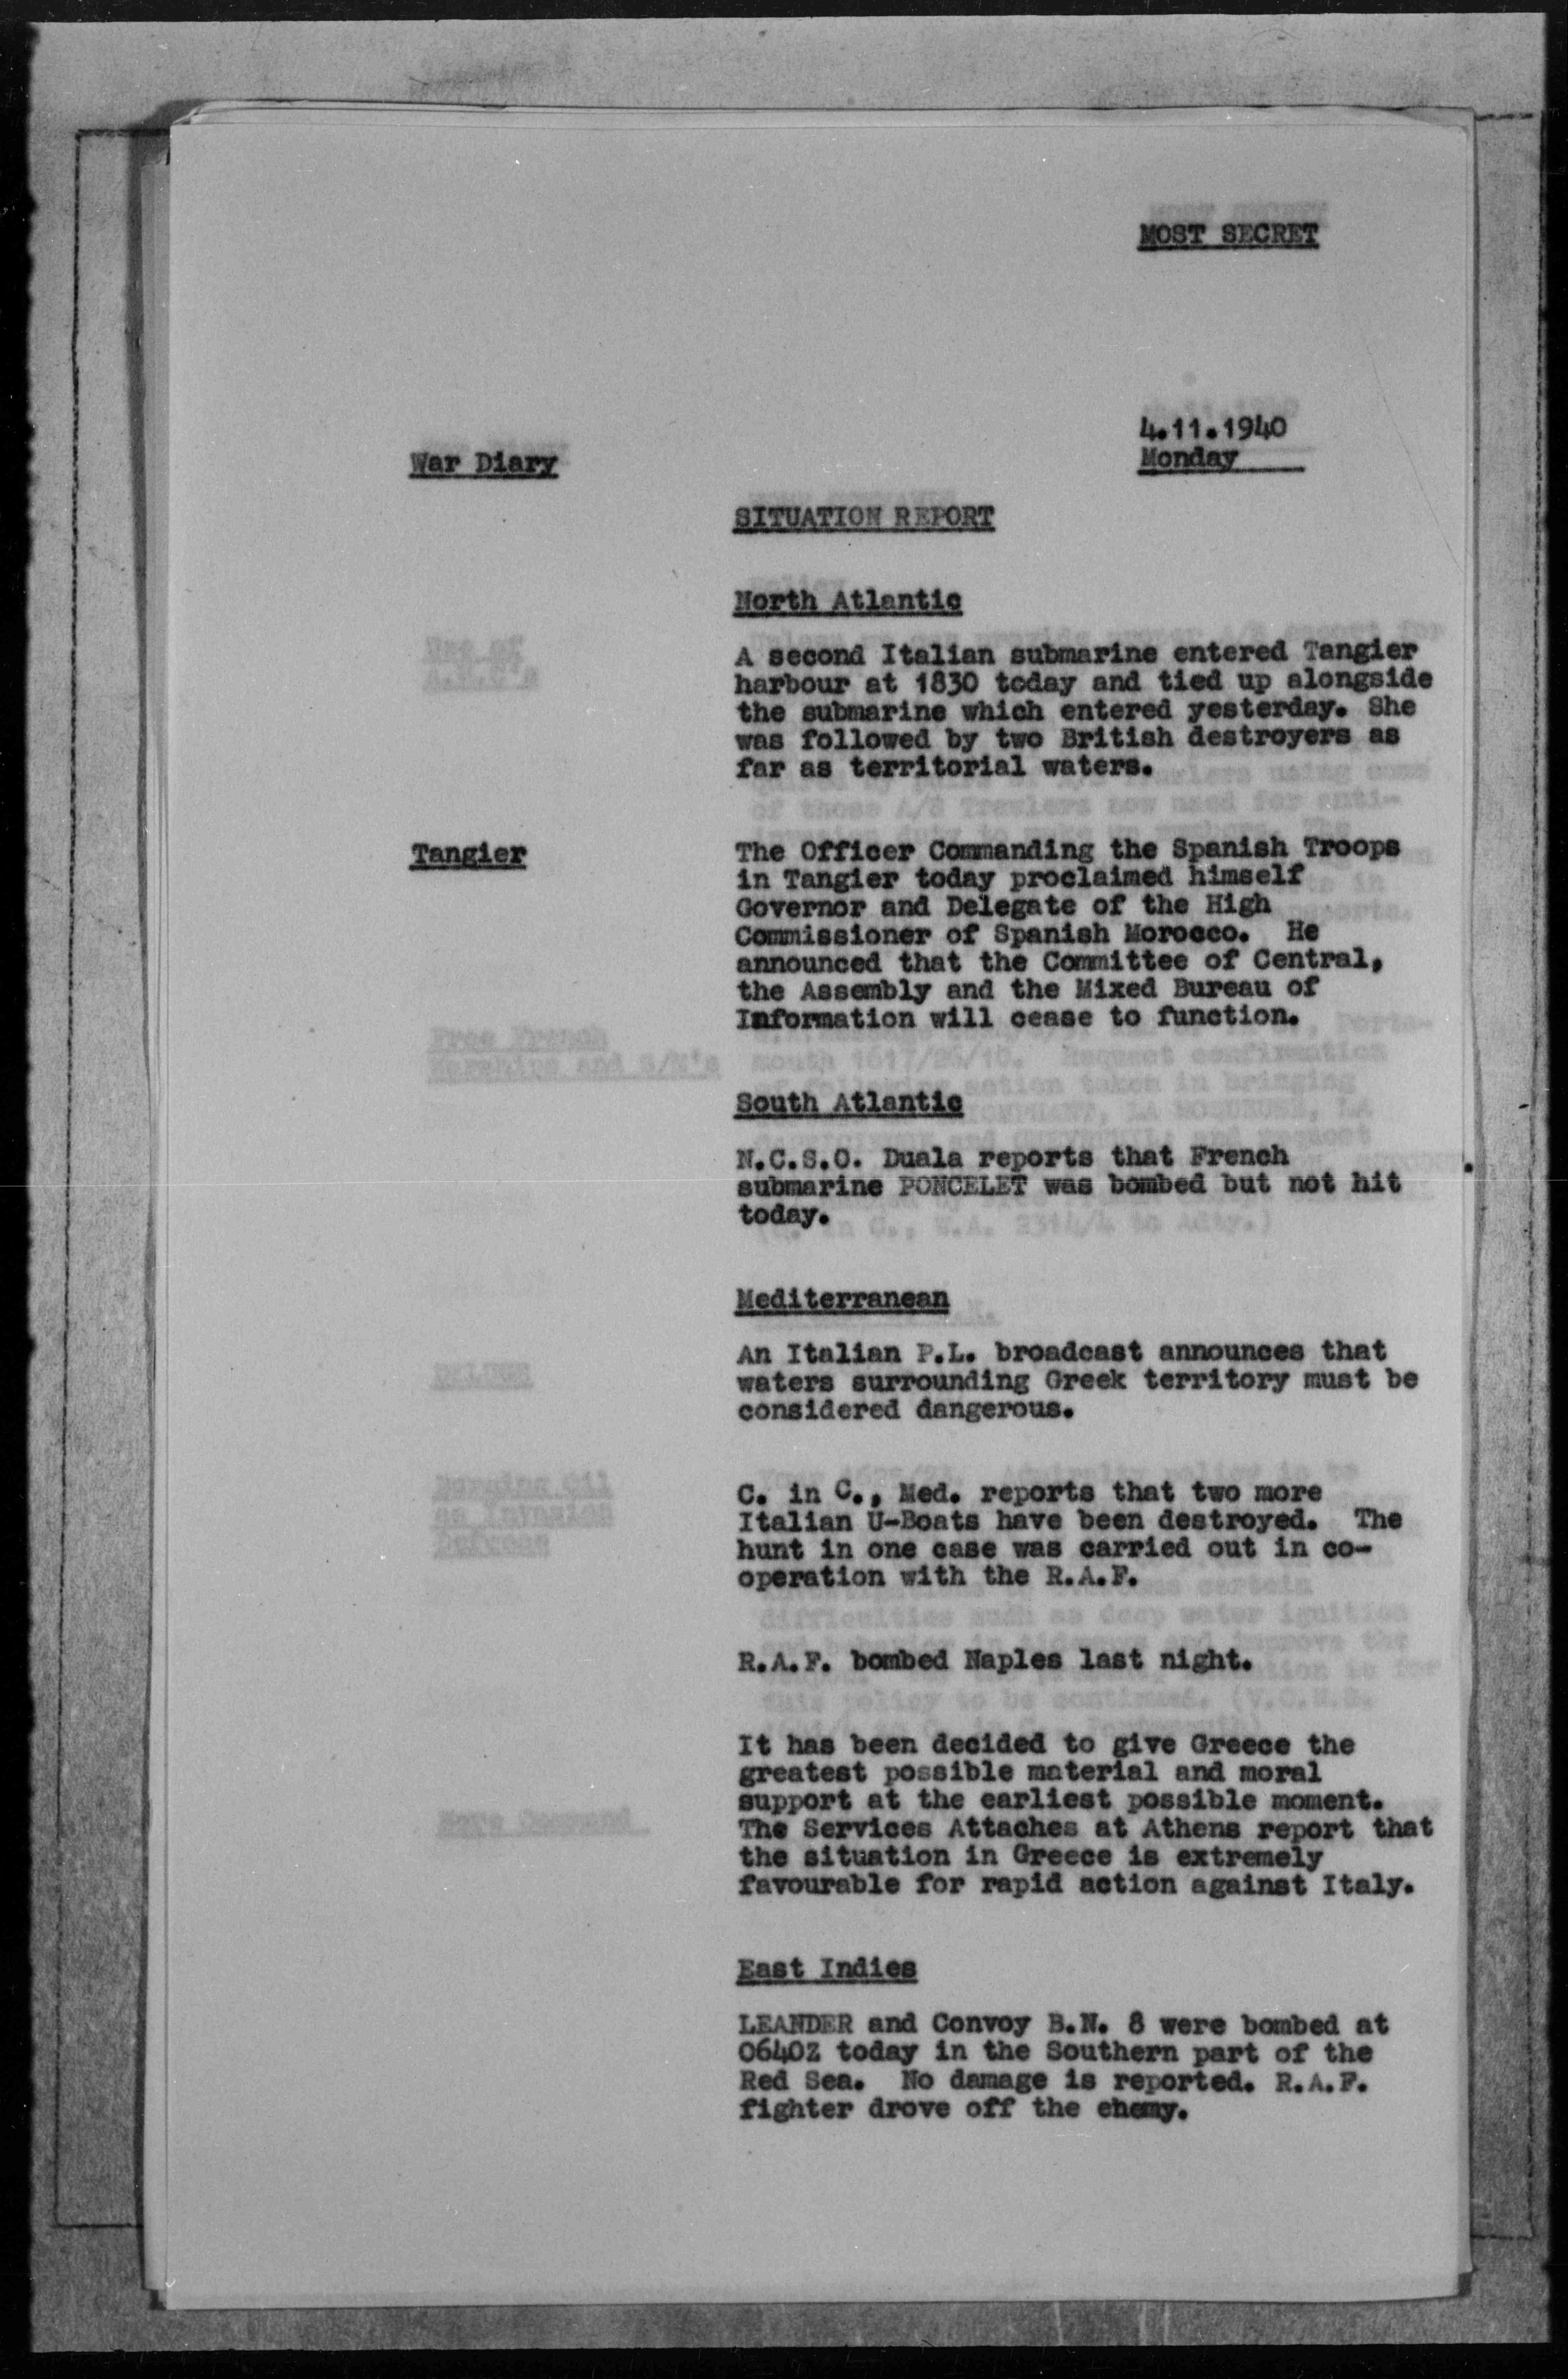 MOST SECRET
4.11.1940
War Diary
Monday
SITUATION REPORT
North Atlantic
A second Italian submarine entered Tangier
harbour at 1830 today and tied up alongside
the submarine which entered yesterday. She
was followed by two British destroyers as
far as territorial waters.
Tangier
The Officer Commanding the Spanish Troops
in Tangier today proclaimed himself
Governor and Delegate of the High
Commissioner of Spanish Morocco. He
announced that the Committee of Central,
the Assembly and the Mixed Bureau of
Information will cease to function.
South Atlantic
N.C.S.O. Duala reports that French
submarine PONCELET was bombed but not hit
today.
Mediterranean
An Italian P.L. broadcast announces that
waters surrounding Greek territory must be
considered dangerous.
C. in C., Med. reports that two more
Italian U-Boats have been destroyed. The
hunt in one case was carried out in co-
operation with the R.A.F.
R.A.F. bombed Naples last night.
It has been decided to give Greece the
greatest possible material and moral
support at the earliest possible moment.
The Services Attaches at Athens report that
the situation in Greece is extremely
favourable for rapid action against Italy.
East Indies
LEANDER and Convoy B.N. 8 were bombed at
0640Z today in the Southern part of the
Red Sea. No damage is reported. R.A.F.
fighter drove off the enemy.